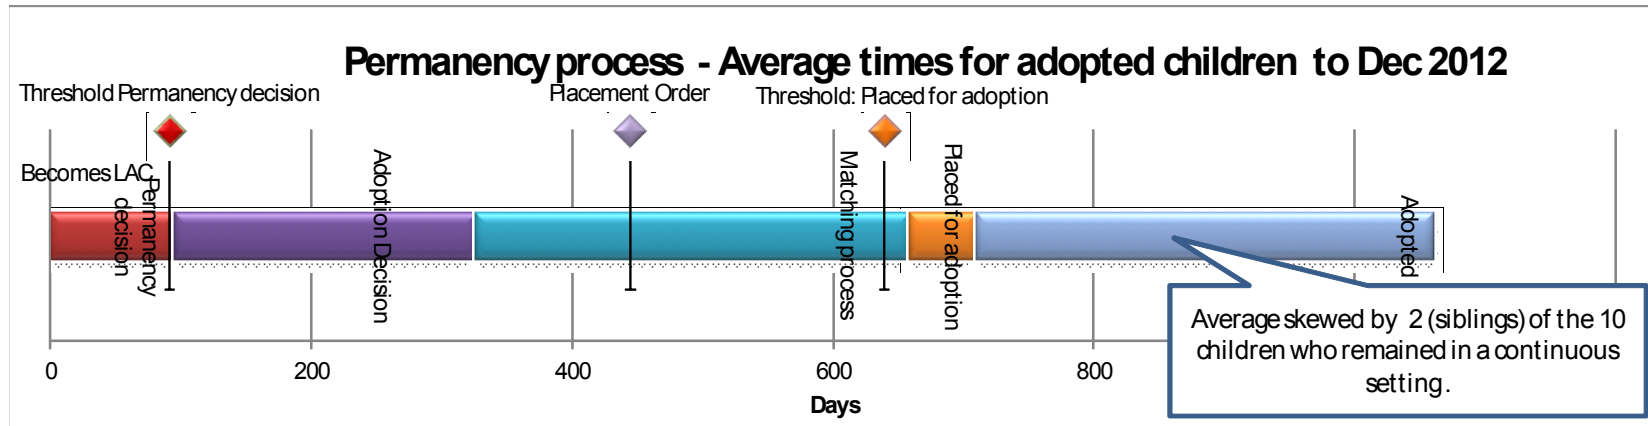 Permanency process - Average times for adopted children to Dec 2012
Threshold Permanency decision
Placement Order
Threshold: Placed for adoption
Becomes LAC
Permanency
decision
Adoption Decision
Matching process
Placed for adoption
Adopted
Average skewed by 2 (siblings) of the 10
children who remained in a continuous
setting.
0 200 400 600 800
Days